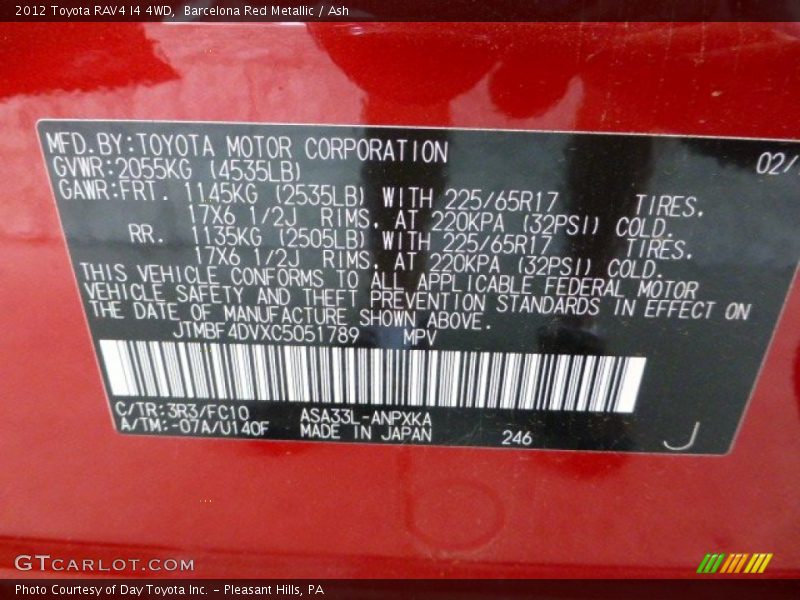 2012 Toyota RAV4 I4 4WD, Barcelona Red Metallic / Ash
MFD.BY:TOYOTA MOTOR CORPORATION 02/
GVWR:2055KG (4535LB)
GAWR:FRT. 1145KG (2535LB) WITH 225/65R17 TIRES.
17X6 1/2J RIMS, AT 220KPA (32PSI) COLD.
RR. 1135KG (2505LB) WITH 225/65R17 TIRES.
17X6 1/2J RIMS, AT 220KPA (32PSI) COLD.
THIS VEHICLE CONFORMS TO ALL APPLICABLE FEDERAL MOTOR
VEHICLE SAFETY AND THEFT PREVENTION STANDARDS IN EFFECT ON
THE DATE OF MANUFACTURE SHOWN ABOVE.
JTMBF4DVXC5051789 MPV
C/TR:3R3/FC10 ASA33L-ANPXKA
A/TM:-07A/U140F MADE IN JAPAN 246 J
GTCARLOT.COM
Photo Courtesy of Day Toyota Inc. - Pleasant Hills, PA